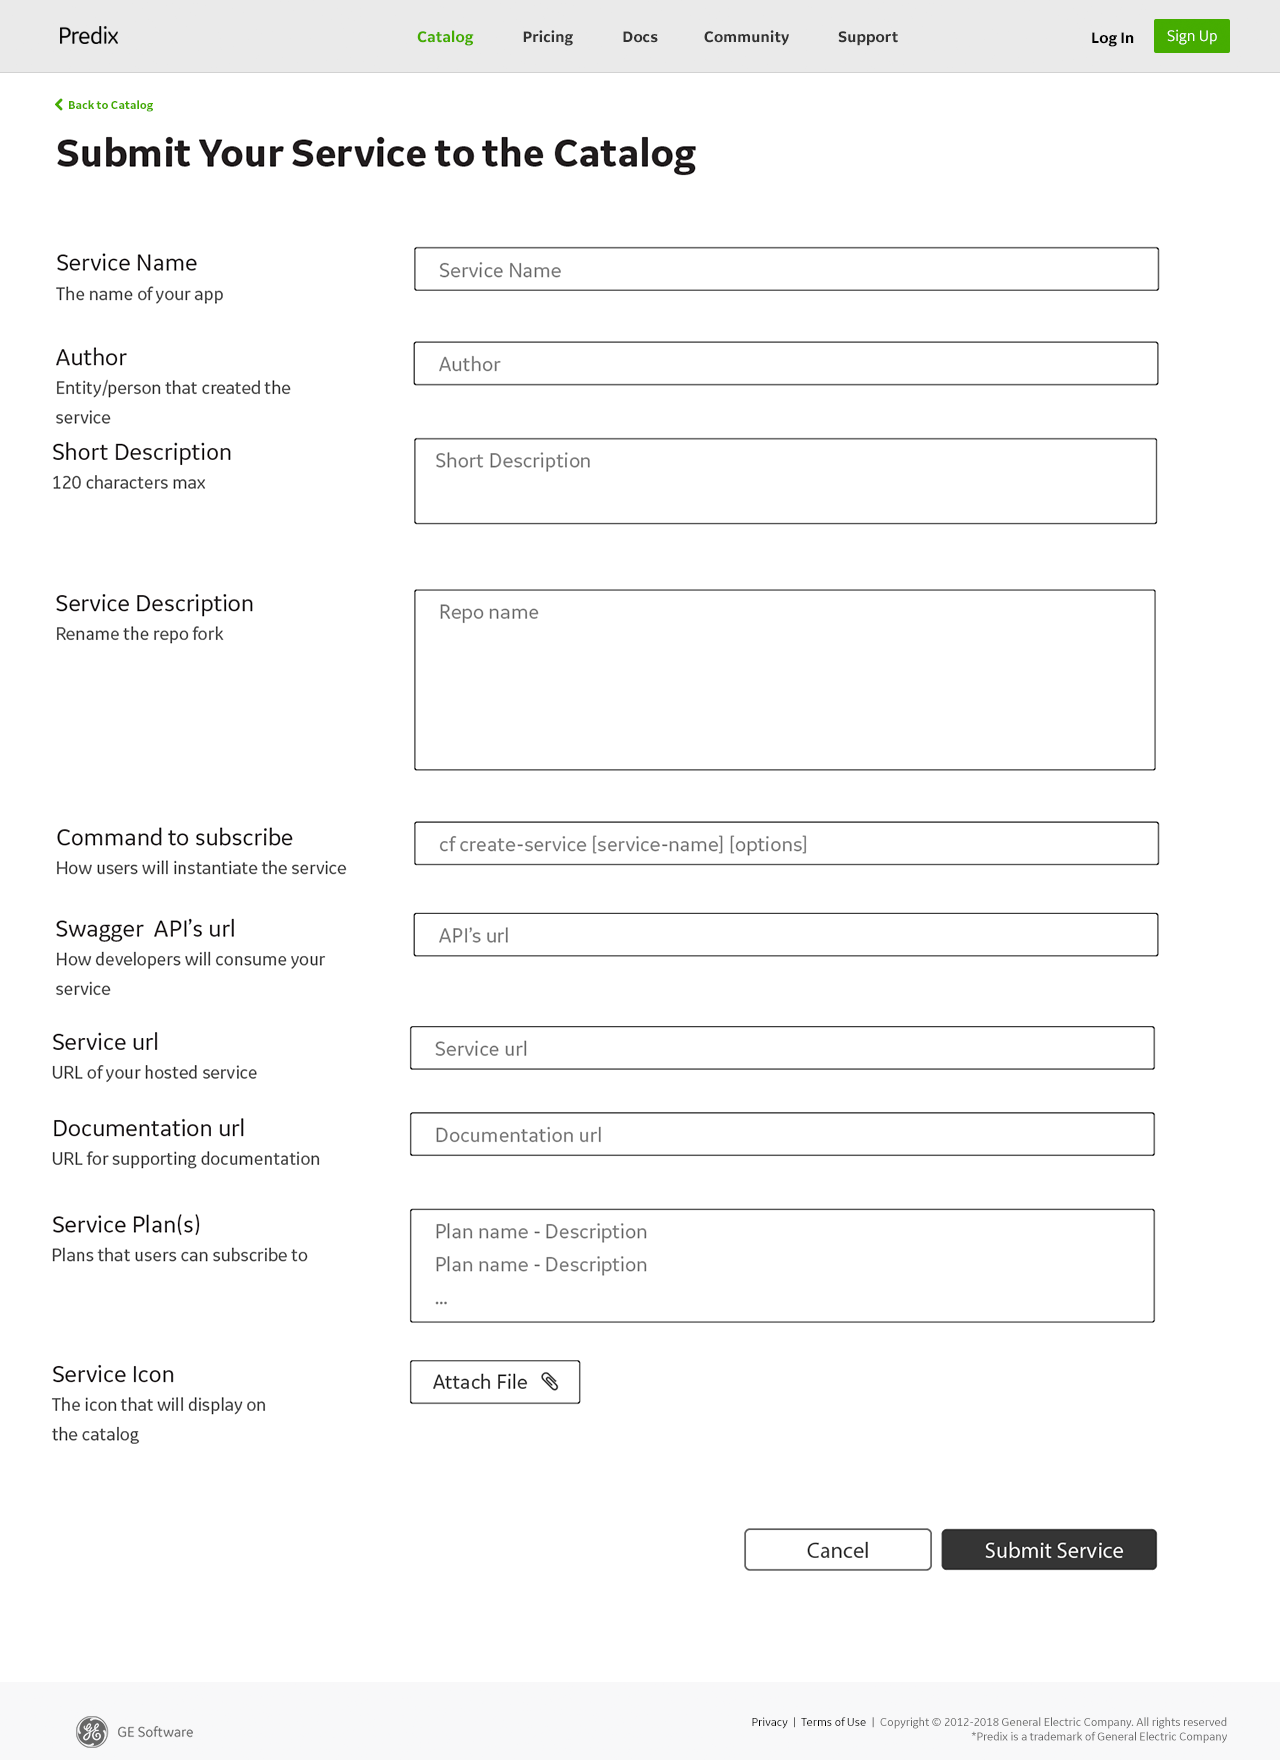 Predix
Catalog
Pricing
Docs
Community
Support
Log In
Sign Up
Back to Catalog
Submit Your Service to the Catalog
Service Name
The name of your app
Service Name
Author
Entity/person that created the
service
Author
Short Description
120 characters max
Short Description
Service Description
Rename the repo fork
Repo name
Command to subscribe
How users will instantiate the service
cf create-service [service-name] [options]
Swagger  API’s url
How developers will consume your
service
API’s url
Service url
URL of your hosted service
Service url
Documentation url
URL for supporting documentation
Documentation url
Service Plan(s)
Plans that users can subscribe to
Plan name - Description
Plan name - Description
...
Service Icon
The icon that will display on
the catalog
Attach File
Cancel
Submit Service
GE
GE Software
Privacy | Terms of Use | Copyright © 2012-2018 General Electric Company. All rights reserved
*Predix is a trademark of General Electric Company